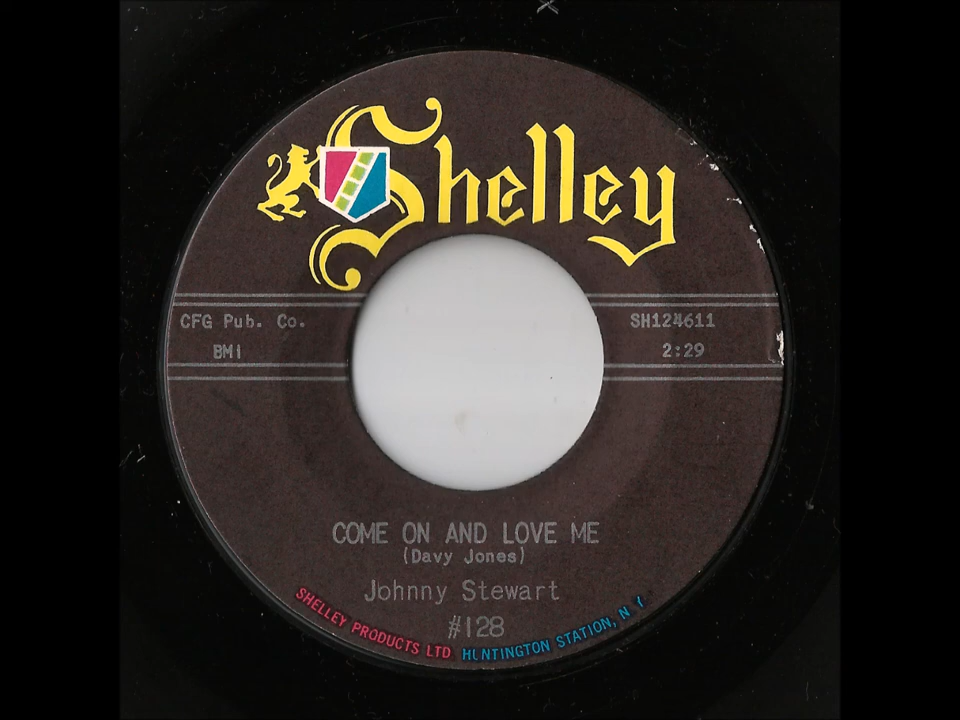 Shelley
CFG Pub. Co.
BMI
SH124611
2:29
COME ON AND LOVE ME
(Davy Jones)
Johnny Stewart
#128
SHELLEY PRODUCTS LTD HUNTINGTON STATION, N Y